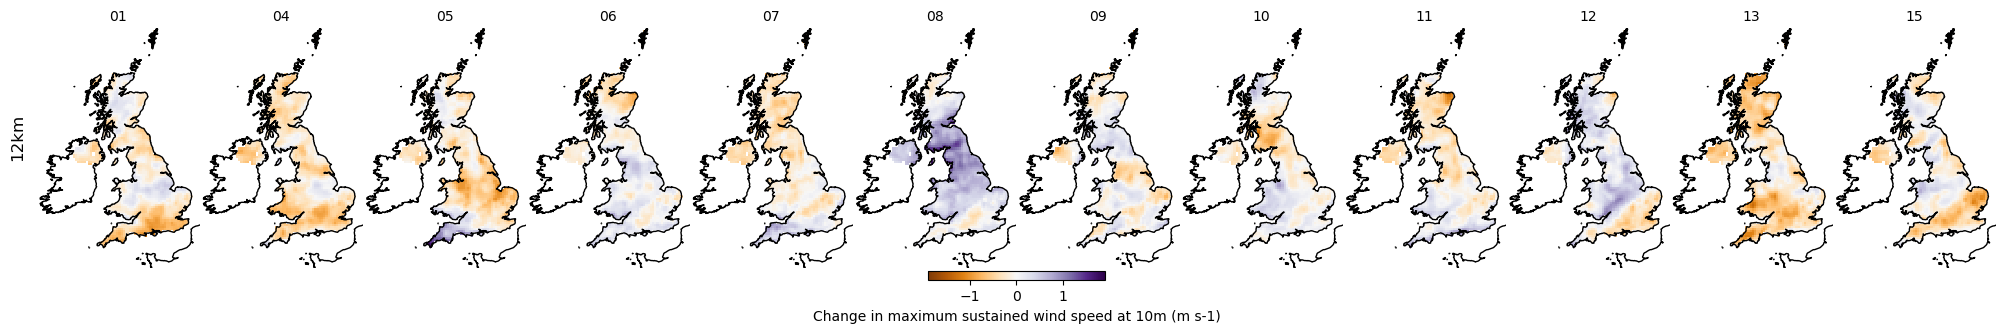 01 04 05 06 07 08 09 10 11 12 13 15
12km
−1 0 1
Change in maximum sustained wind speed at 10m (m s-1)